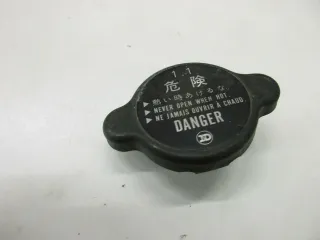 1.1
危険
▶熱い時あけるな。
▶NEVER OPEN WHEN HOT.
▶NE JAMAIS OUVRIR À CHAUD.
DANGER